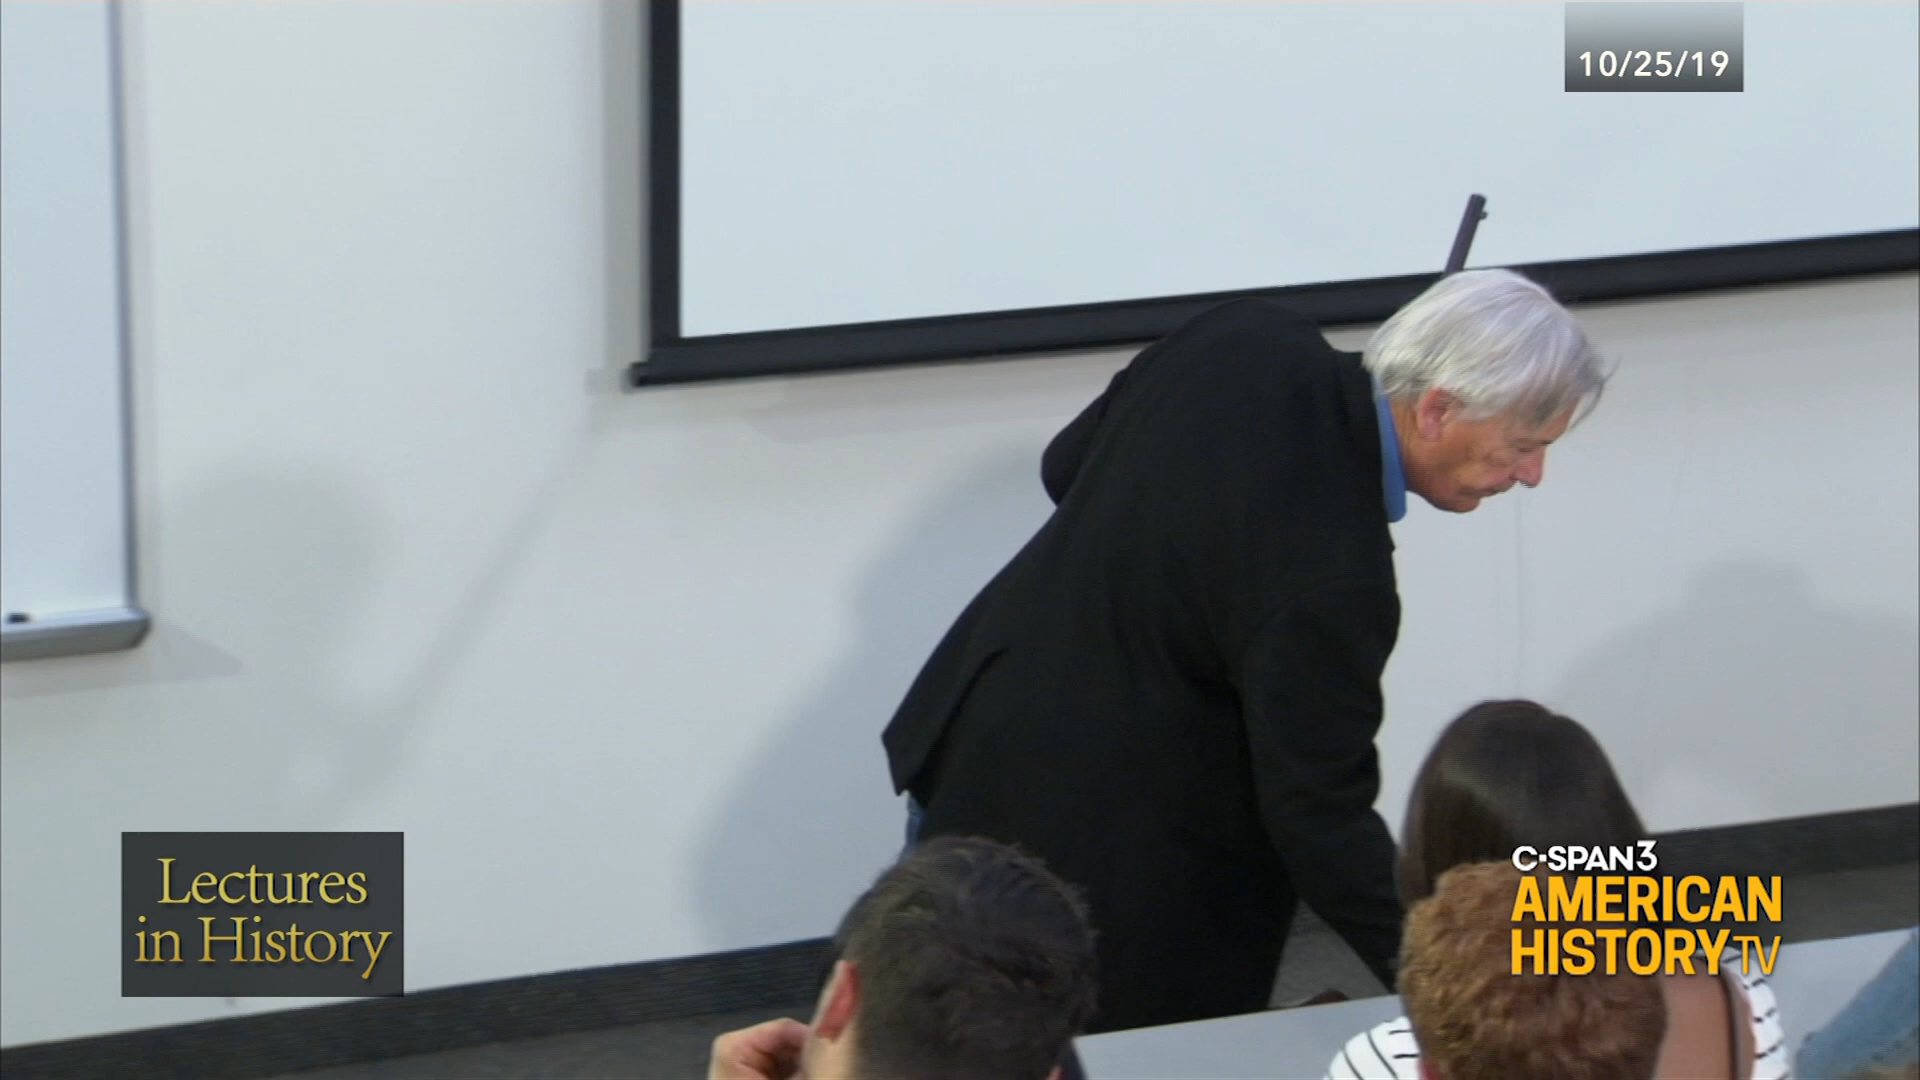 10/25/19
Lectures
in History
C-SPAN3
AMERICAN
HISTORY TV